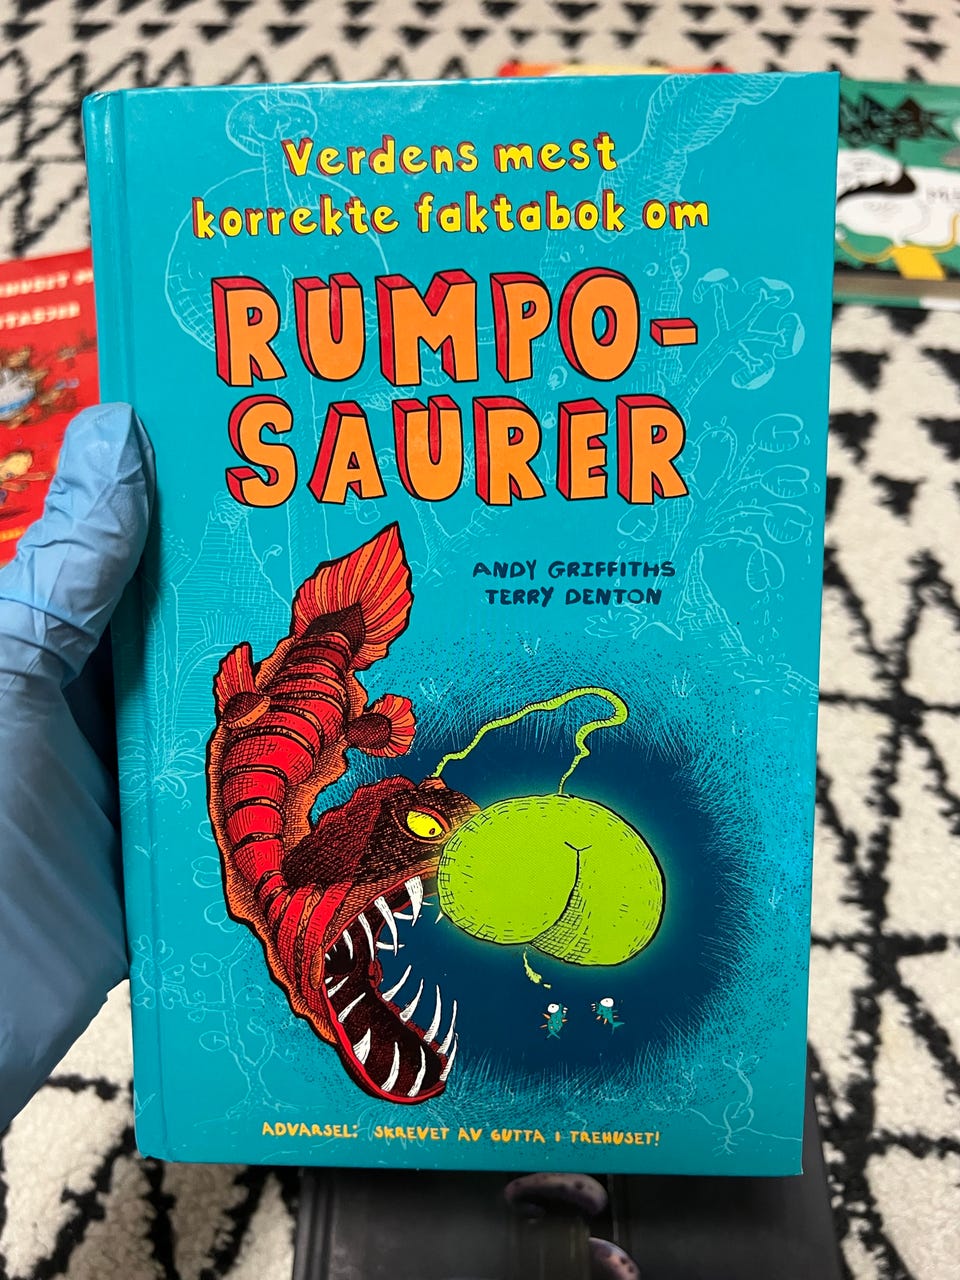 Verdens mest
korrekte faktabok om
RUMPO-
SAURER
ANDY GRIFFITHS
TERRY DENTON
ADVARSEL: SKREVET AV GUTTA I TREHUSET!